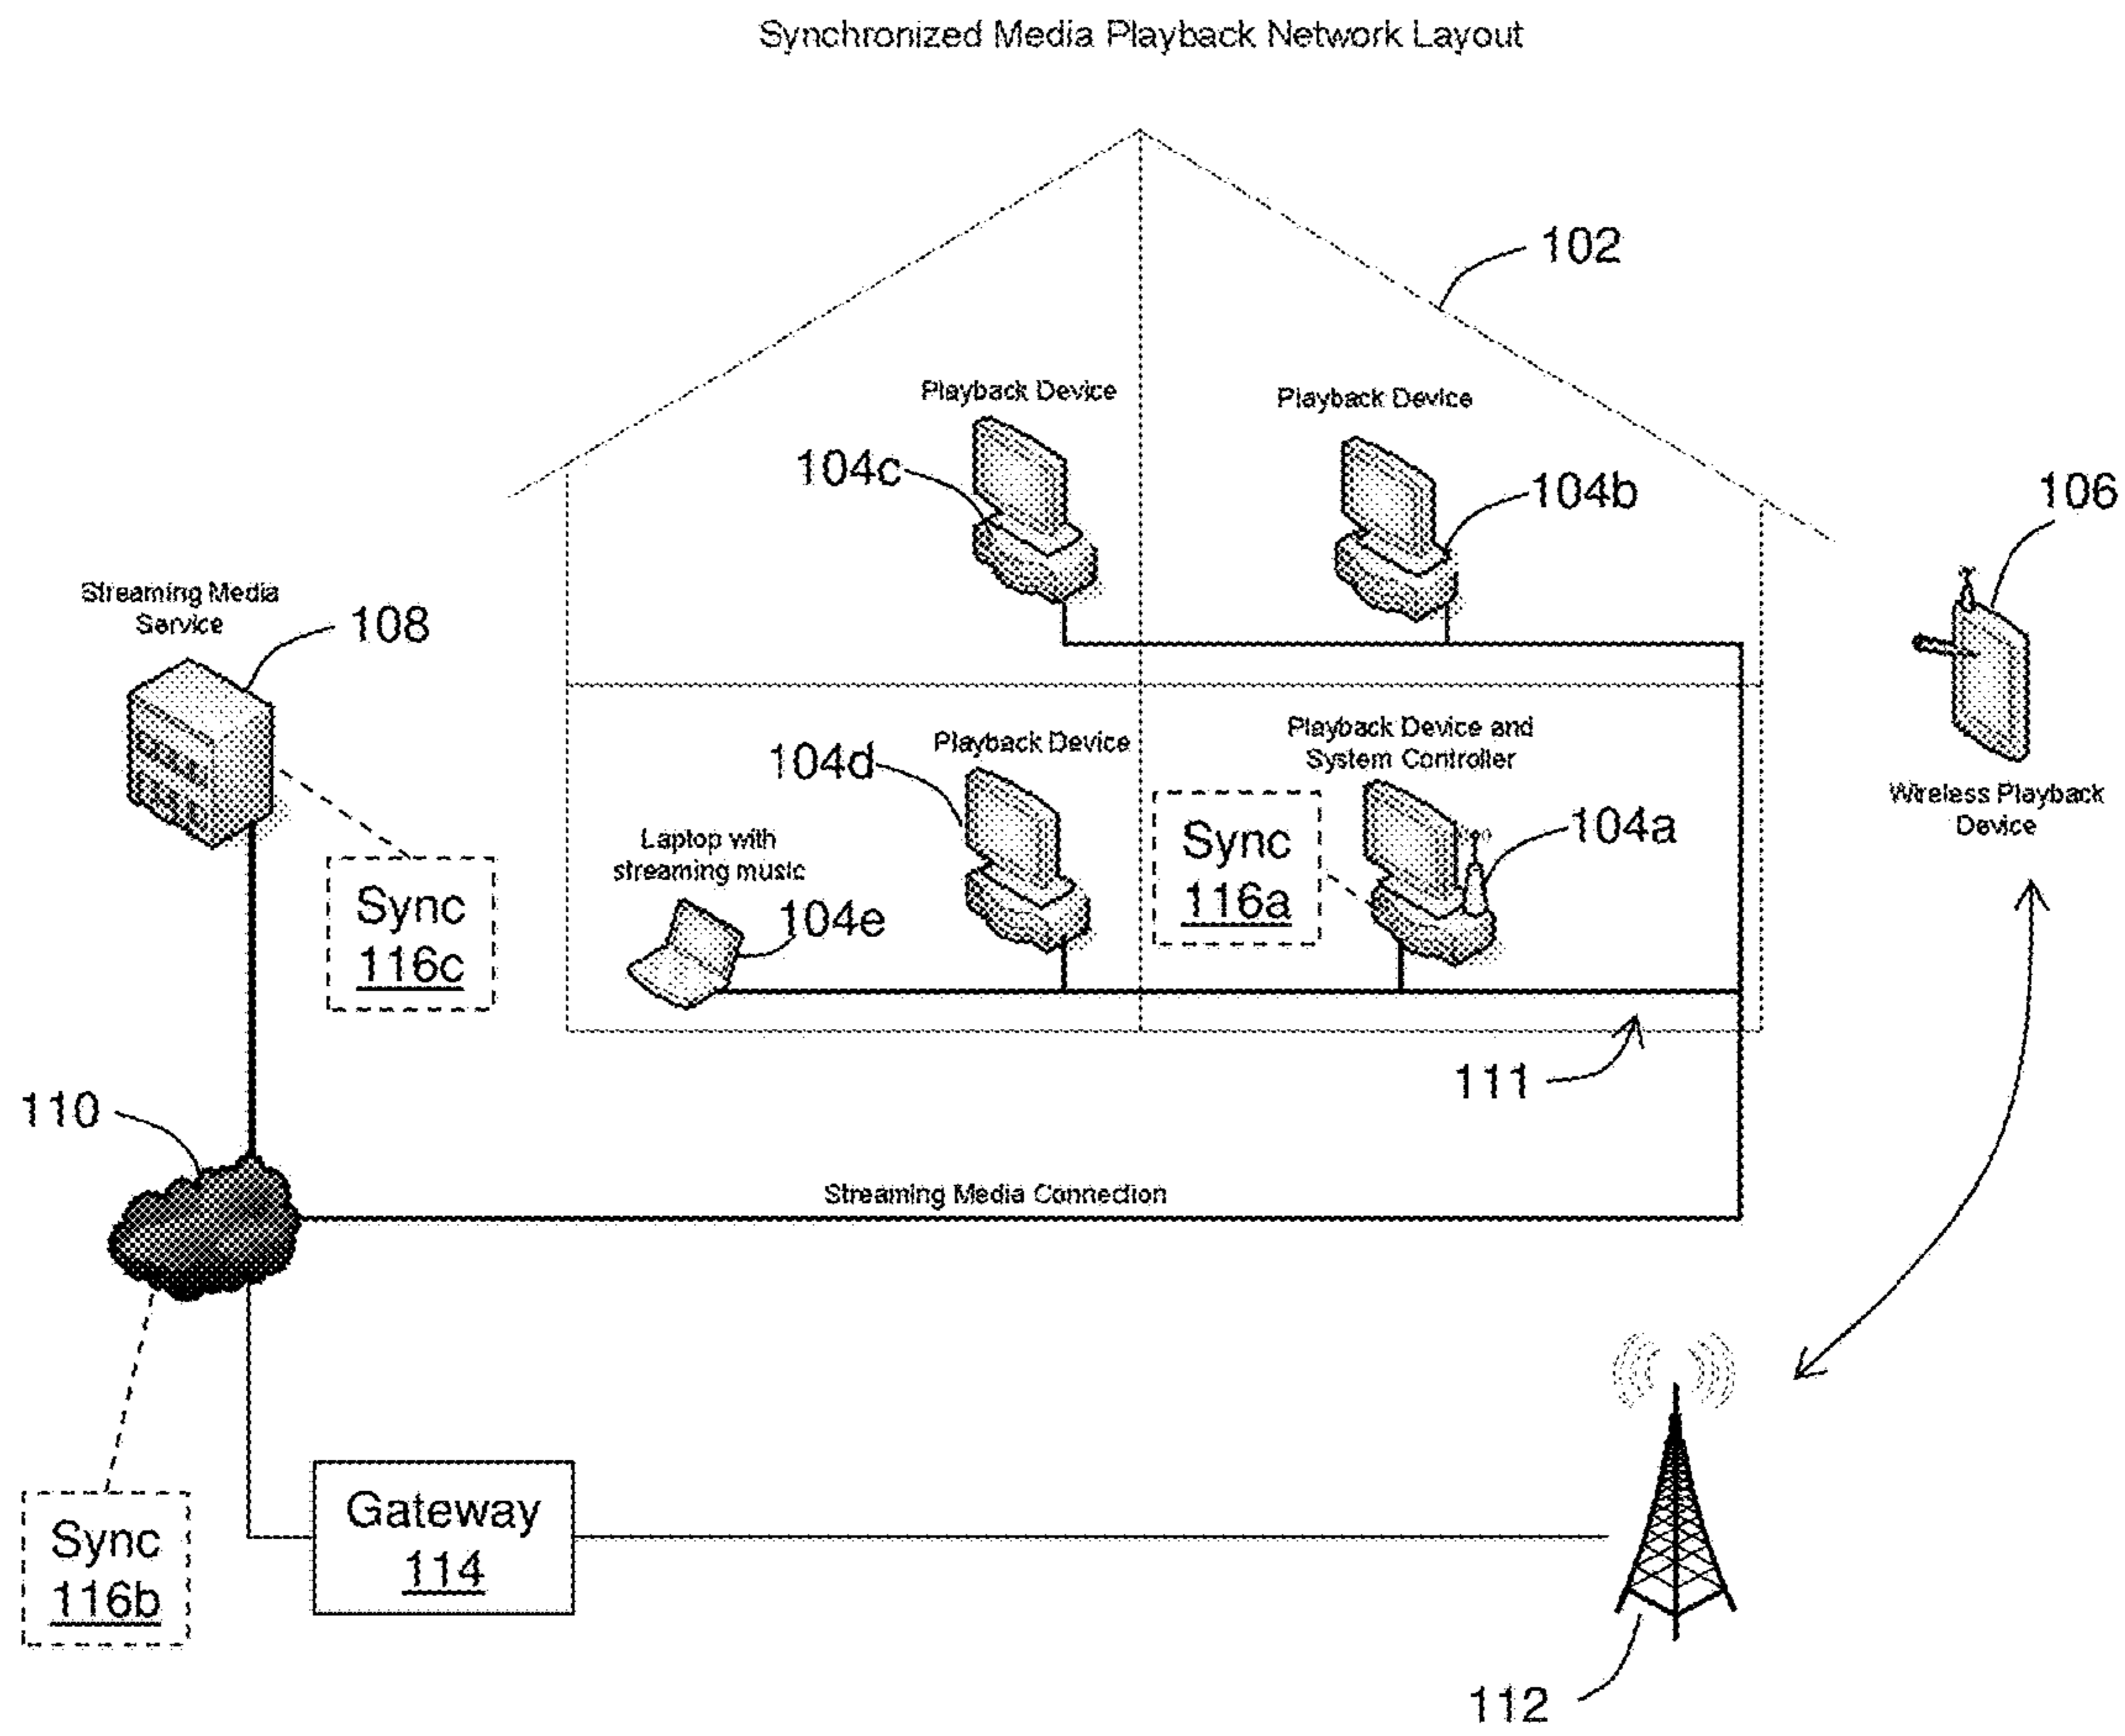 Synchronized Media Playback Network Layout
102
Playback Device
Playback Device
104c
104b
106
Streaming Media
Service
108
Playback Device and
System Controller
Playback Device
104d
Wireless Playback
Device
Sync
116a
104a
Laptop with
streaming music
104e
Sync
116c
111
110
Streaming Media Connection
Gateway
114
Sync
116b
112